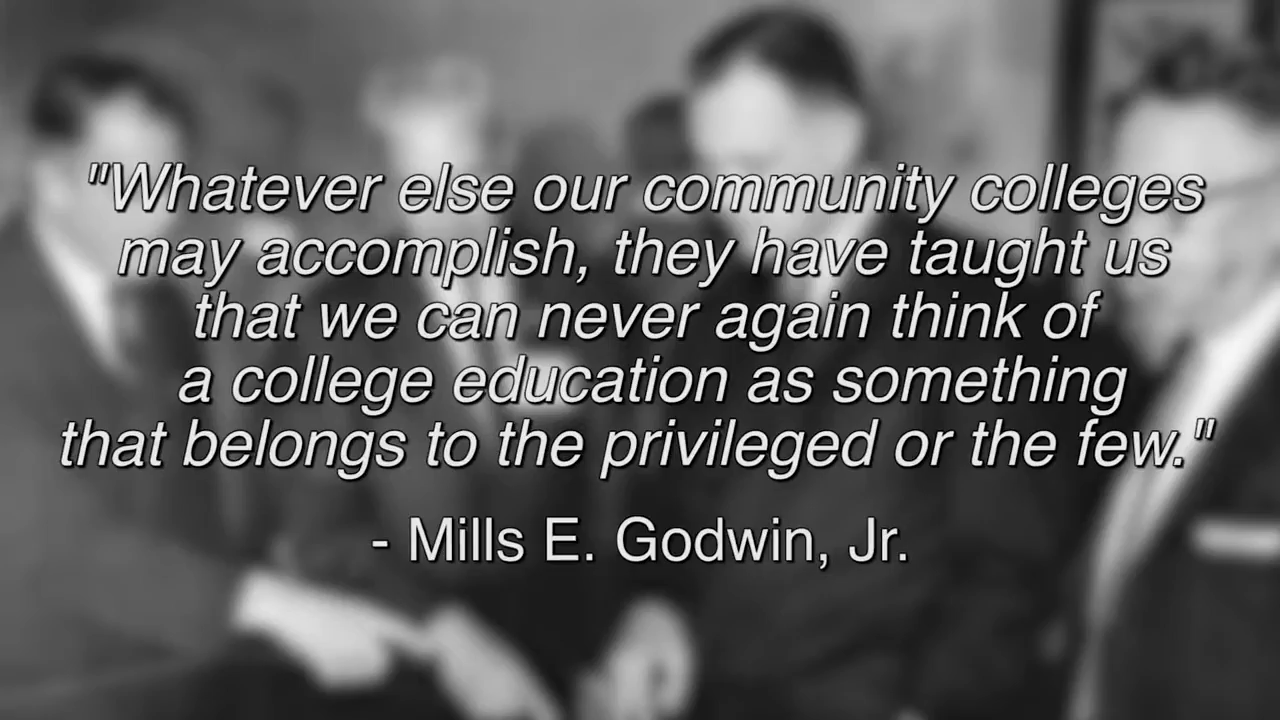 "Whatever else our community colleges
may accomplish, they have taught us
that we can never again think of
a college education as something
that belongs to the privileged or the few."
- Mills E. Godwin, Jr.